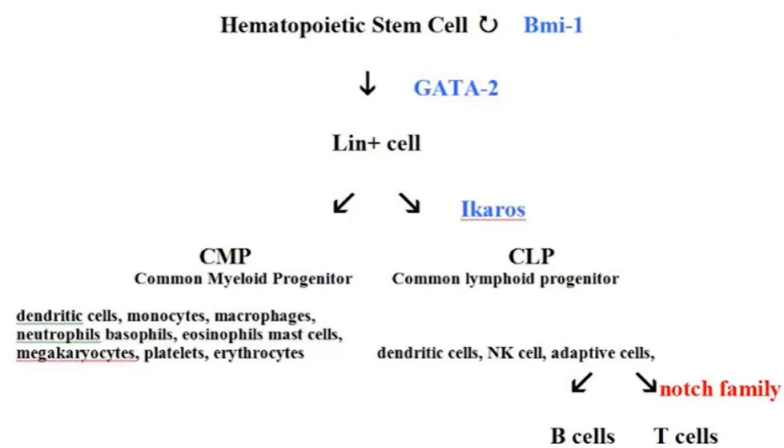 Hematopoietic Stem Cell ↻ Bmi-1
↓ GATA-2
Lin+ cell
↙ ↘ Ikaros
CMP CLP
Common Myeloid Progenitor Common lymphoid progenitor
dendritic cells, monocytes, macrophages,
neutrophils basophils, eosinophils mast cells,
megakaryocytes, platelets, erythrocytes
dendritic cells, NK cell, adaptive cells,
↙ ↘ notch family
B cells T cells